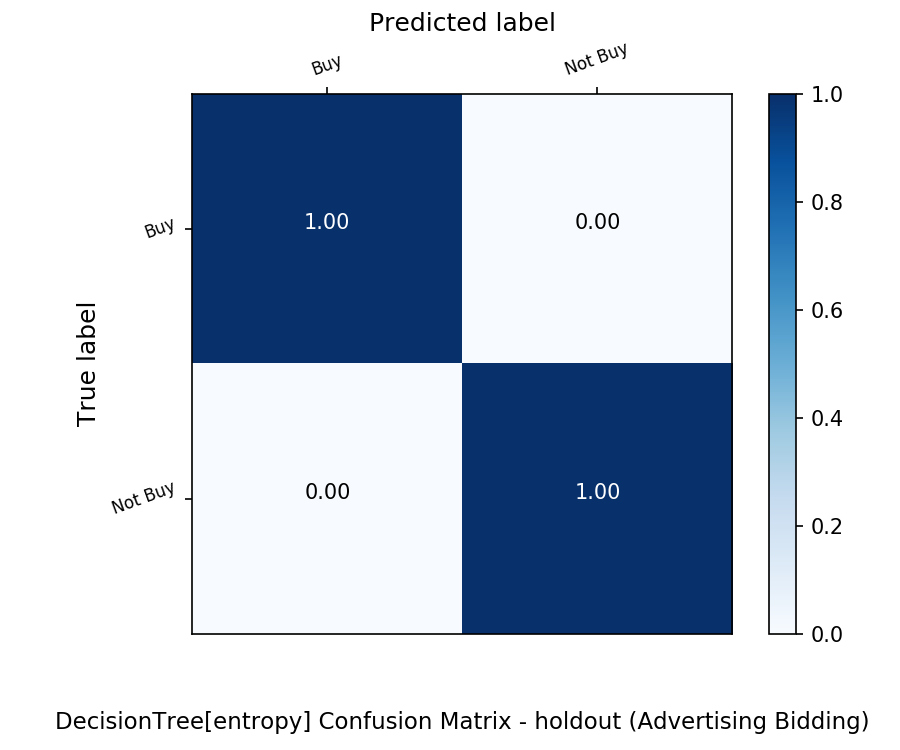 Predicted label
Buy
Not Buy
1.0
0.8
0.6
0.4
0.2
0.0
Buy
1.00
0.00
True label
Not Buy
0.00
1.00
DecisionTree[entropy] Confusion Matrix - holdout (Advertising Bidding)